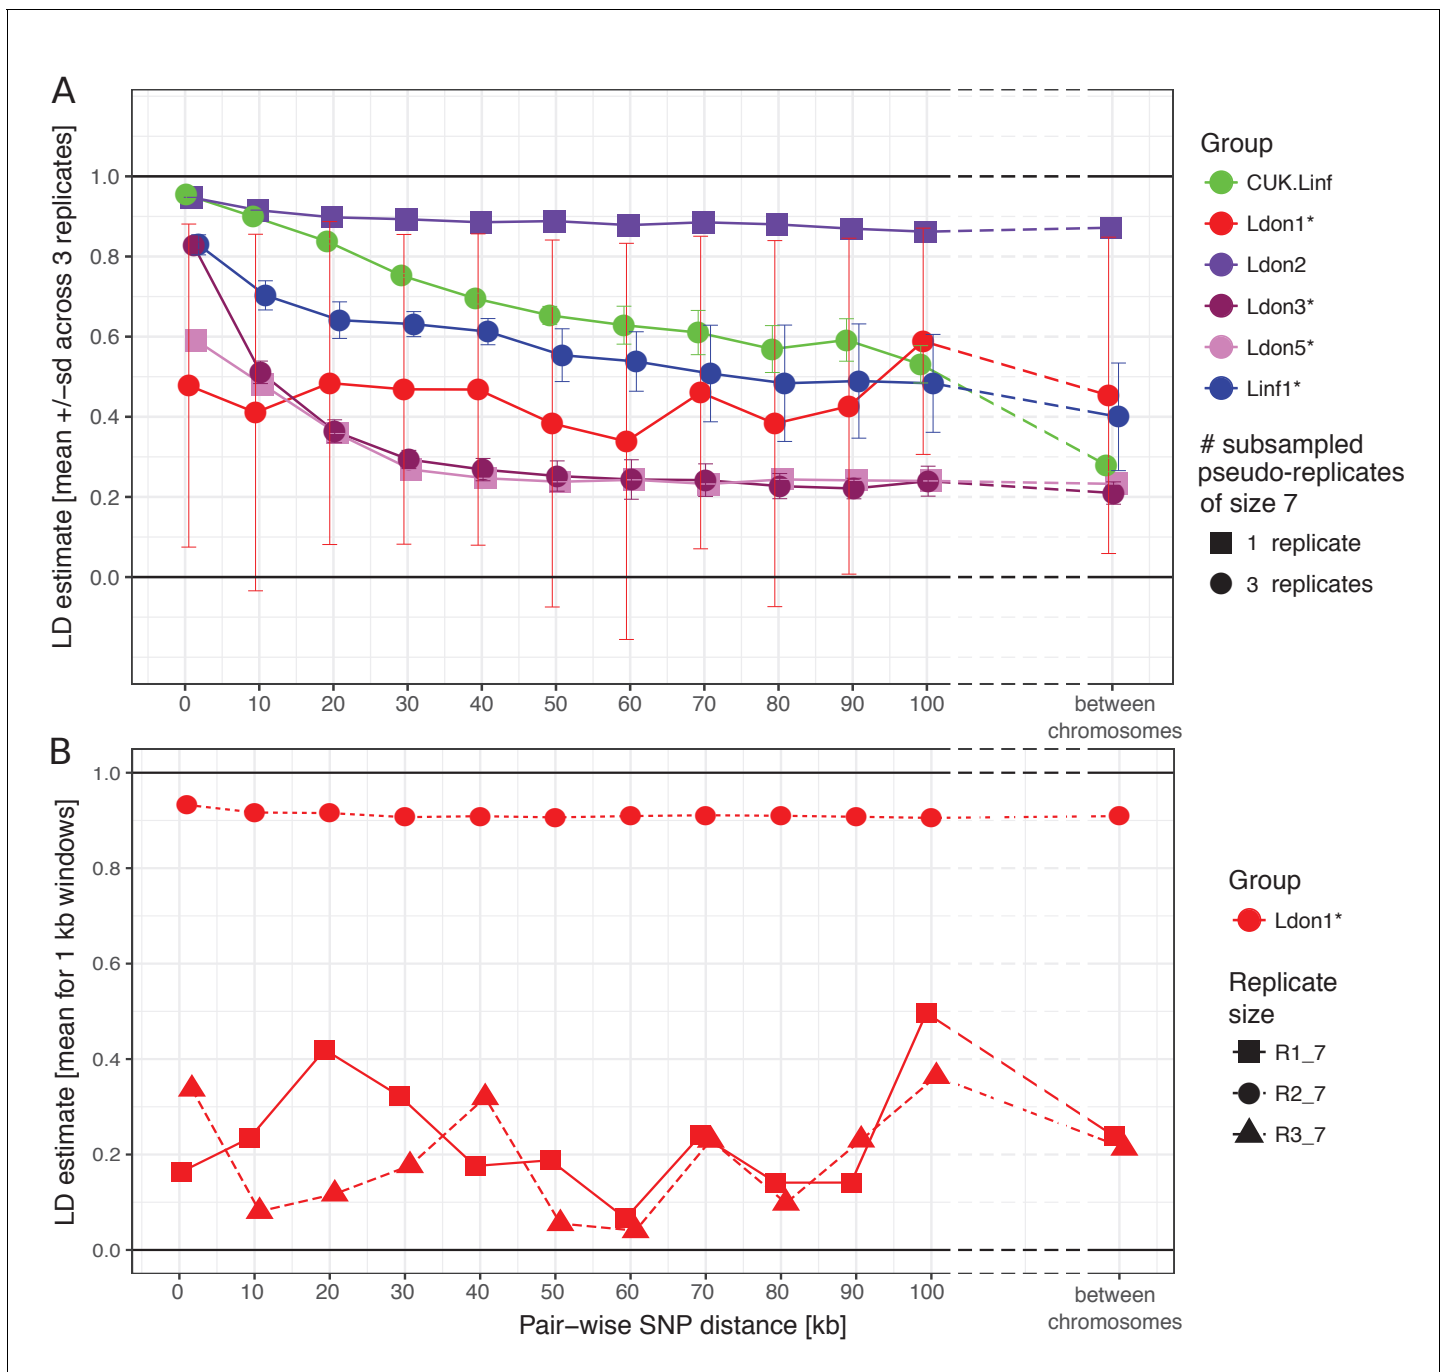 A
LD estimate [mean +/−sd across 3 replicates]
1.0
0.8
0.6
0.4
0.2
0.0
0 10 20 30 40 50 60 70 80 90 100 between
chromosomes
Group
CUK.Linf
Ldon1*
Ldon2
Ldon3*
Ldon5*
Linf1*
# subsampled
pseudo-replicates
of size 7
1 replicate
3 replicates
B
LD estimate [mean for 1 kb windows]
1.0
0.8
0.6
0.4
0.2
0.0
0 10 20 30 40 50 60 70 80 90 100 between
chromosomes
Pair−wise SNP distance [kb]
Group
Ldon1*
Replicate
size
R1_7
R2_7
R3_7